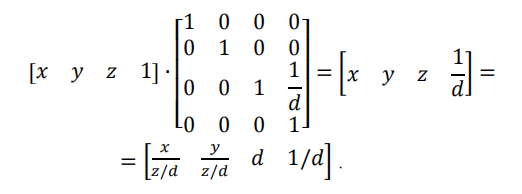 [x y z 1] · [1 0 0 0; 0 1 0 0; 0 0 1 1/d; 0 0 0 1] = [x y z 1/d] =
= [x/(z/d) y/(z/d) d 1/d] .